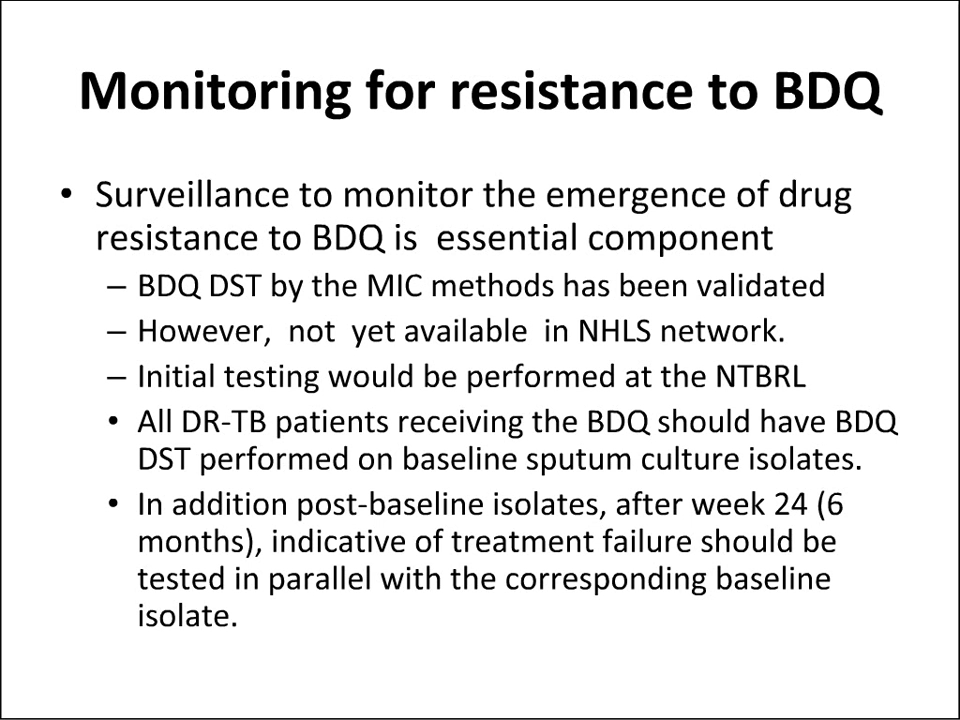 Monitoring for resistance to BDQ
• Surveillance to monitor the emergence of drug
resistance to BDQ is  essential component
– BDQ DST by the MIC methods has been validated
– However,  not  yet available  in NHLS network.
– Initial testing would be performed at the NTBRL
• All DR-TB patients receiving the BDQ should have BDQ
DST performed on baseline sputum culture isolates.
• In addition post-baseline isolates, after week 24 (6
months), indicative of treatment failure should be
tested in parallel with the corresponding baseline
isolate.